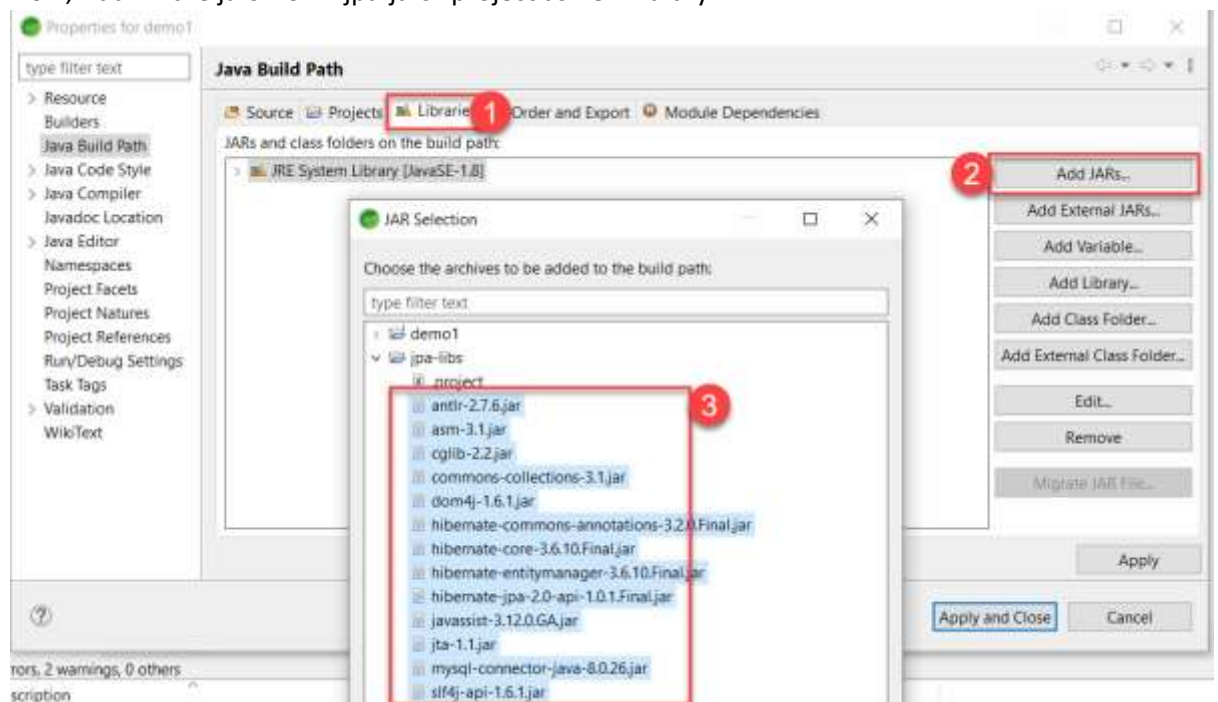 Properties for demo1
type filter text
Java Build Path
> Resource
Builders
Java Build Path
> Java Code Style
> Java Compiler
Javadoc Location
> Java Editor
Namespaces
Project Facets
Project Natures
Project References
Run/Debug Settings
Task Tags
> Validation
WikiText
Source Projects Librarie 1 Order and Export Module Dependencies
JARs and class folders on the build path:
> JRE System Library [JavaSE-1.8]
2 Add JARs...
Add External JARs...
Add Variable...
Add Library...
Add Class Folder...
Add External Class Folder...
Edit...
Remove
Migrate JAR File...
Apply
JAR Selection
Choose the archives to be added to the build path:
type filter text
> demo1
jpa-libs
.project
3
antlr-2.7.6.jar
asm-3.1.jar
cglib-2.2.jar
commons-collections-3.1.jar
dom4j-1.6.1.jar
hibernate-commons-annotations-3.2.0.Final.jar
hibernate-core-3.6.10.Final.jar
hibernate-entitymanager-3.6.10.Final.jar
hibernate-jpa-2.0-api-1.0.1.Final.jar
javassist-3.12.0.GA.jar
jta-1.1.jar
mysql-connector-java-8.0.26.jar
slf4j-api-1.6.1.jar
Apply and Close Cancel
rors, 2 warnings, 0 others
scription